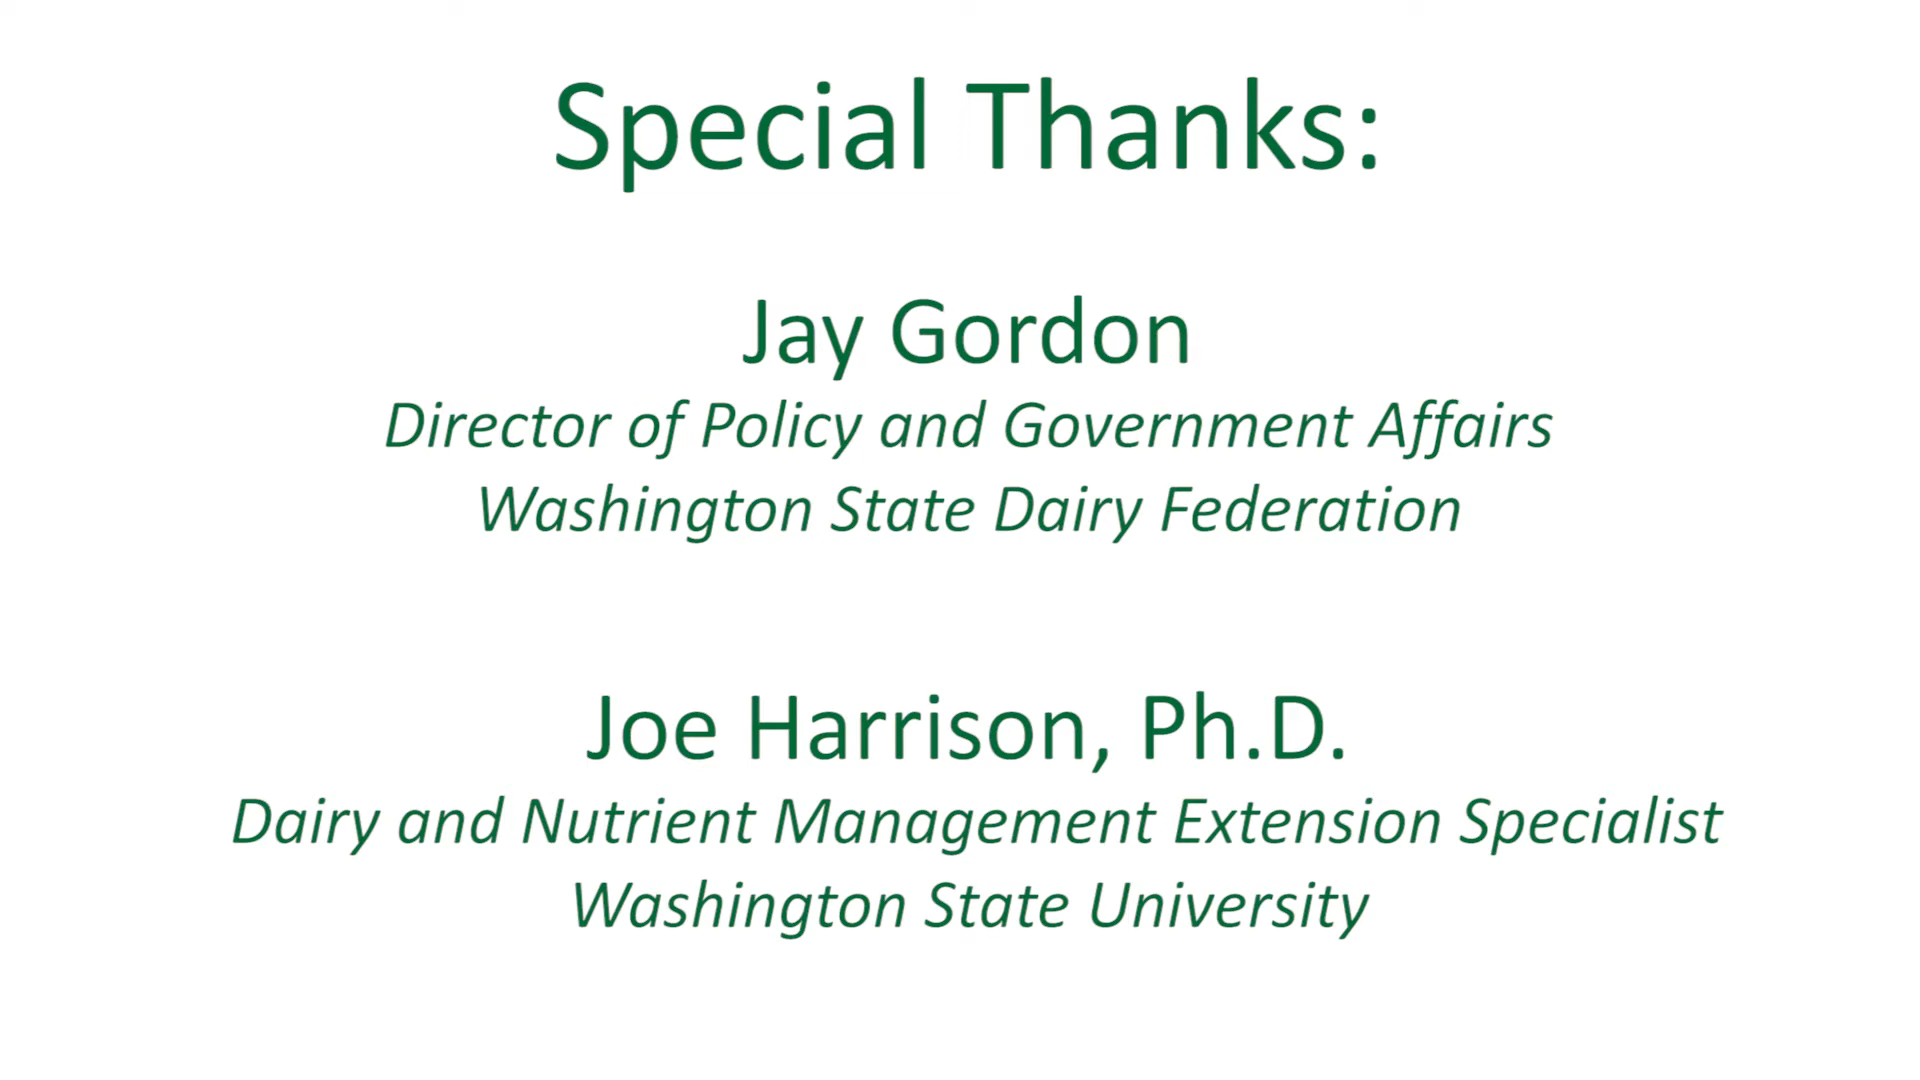 Special Thanks:
Jay Gordon
Director of Policy and Government Affairs
Washington State Dairy Federation
Joe Harrison, Ph.D.
Dairy and Nutrient Management Extension Specialist
Washington State University